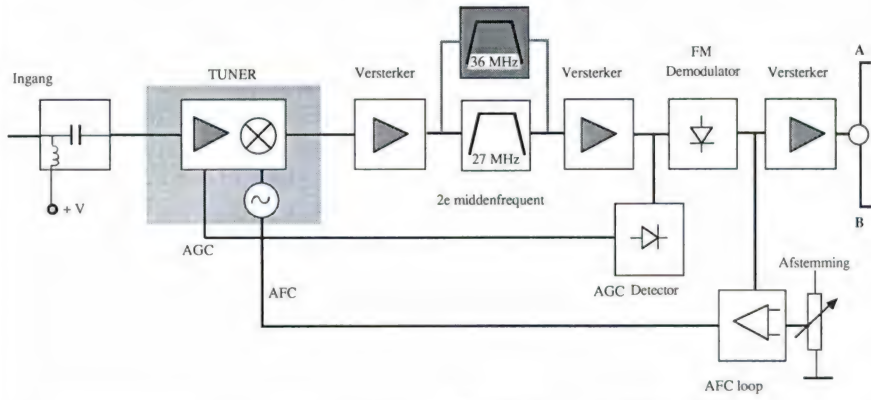 36 MHz
FM
Demodulator
A
Ingang
TUNER
Versterker
Versterker
Versterker
27 MHz
2e middenfrequent
+ V
B
AGC
Afstemming
AFC
AGC Detector
AFC loop